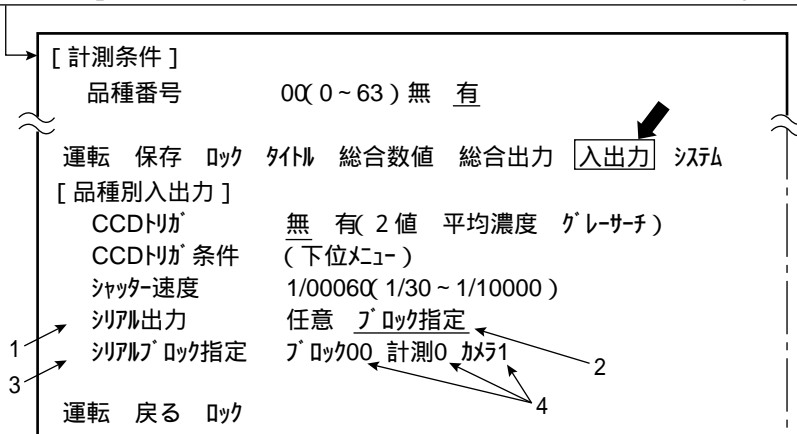 [ 計測条件 ]
品種番号 00( 0 ~ 63 ) 無 有
運転 保存 ﾛｯｸ ﾀｲﾄﾙ 総合数値 総合出力 入出力 ｼｽﾃﾑ
[ 品種別入出力 ]
CCDﾄﾘｶﾞ 無 有( 2 値 平均濃度 ｸﾞﾚｰｻｰﾁ )
CCDﾄﾘｶﾞ条件 ( 下位ﾒﾆｭｰ )
ｼｬｯﾀｰ速度 1/00060( 1/30 ~ 1/10000 )
1 ｼﾘｱﾙ出力 任意 ﾌﾞﾛｯｸ指定 2
3 ｼﾘｱﾙﾌﾞﾛｯｸ指定 ﾌﾞﾛｯｸ00 計測0 ｶﾒﾗ1 4
運転 戻る ﾛｯｸ